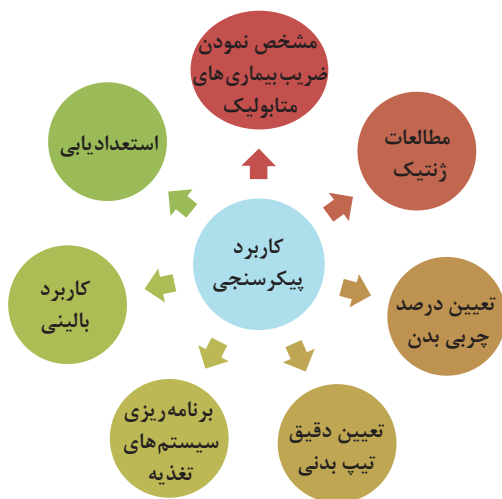 کاربرد
پیکرسنجی
مشخص نمودن
ضریب بیماری‌های
متابولیک
مطالعات
ژنتیک
تعیین درصد
چربی بدن
تعیین دقیق
تیپ بدنی
برنامه‌ریزی
سیستم‌های
تغذیه
کاربرد
بالینی
استعدادیابی